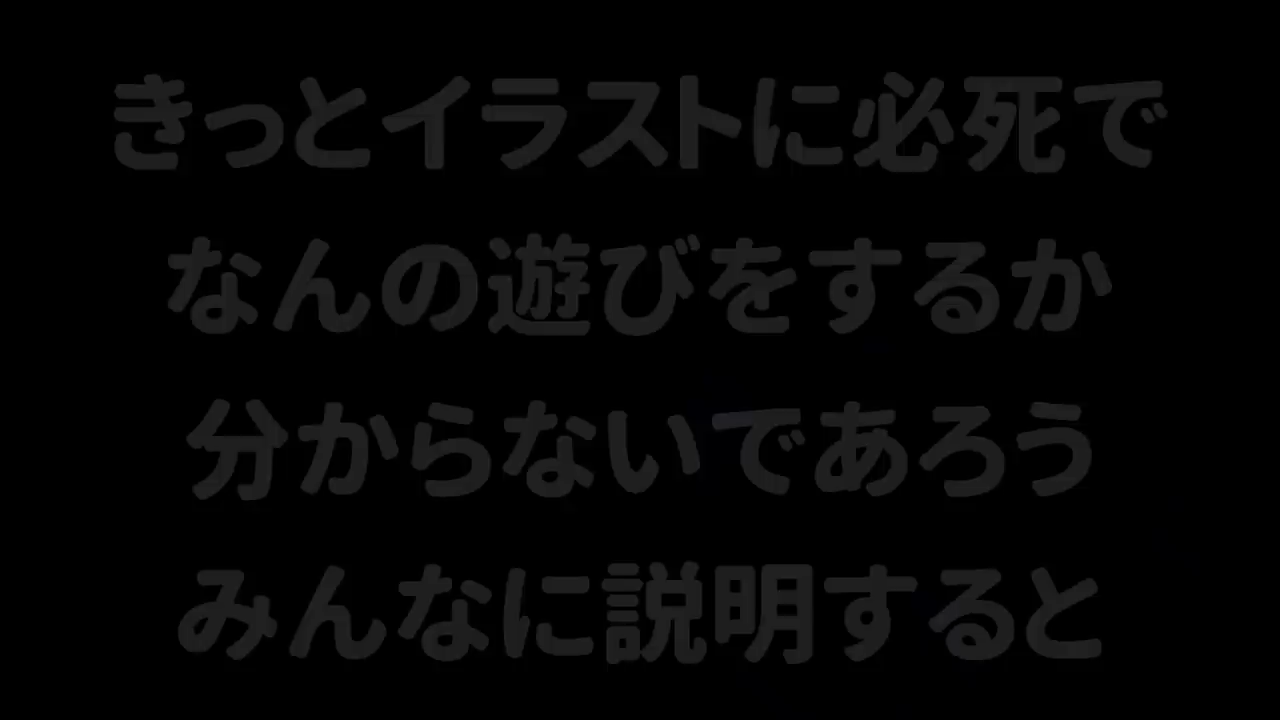 きっとイラストに必死で
なんの遊びをするか
分からないであろう
みんなに説明すると